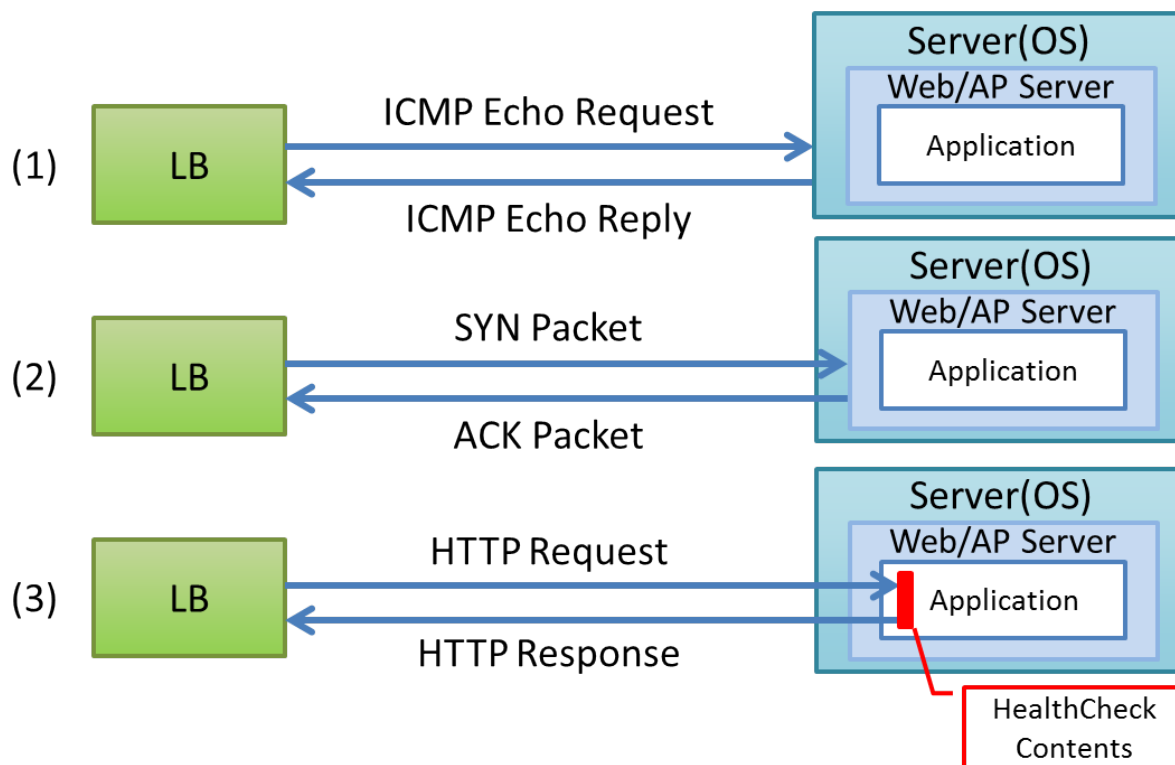 Server(OS)
Web/AP Server
ICMP Echo Request
Application
(1)
LB
ICMP Echo Reply
Server(OS)
Web/AP Server
SYN Packet
Application
(2)
LB
ACK Packet
Server(OS)
Web/AP Server
HTTP Request
Application
(3)
LB
HTTP Response
HealthCheck
Contents